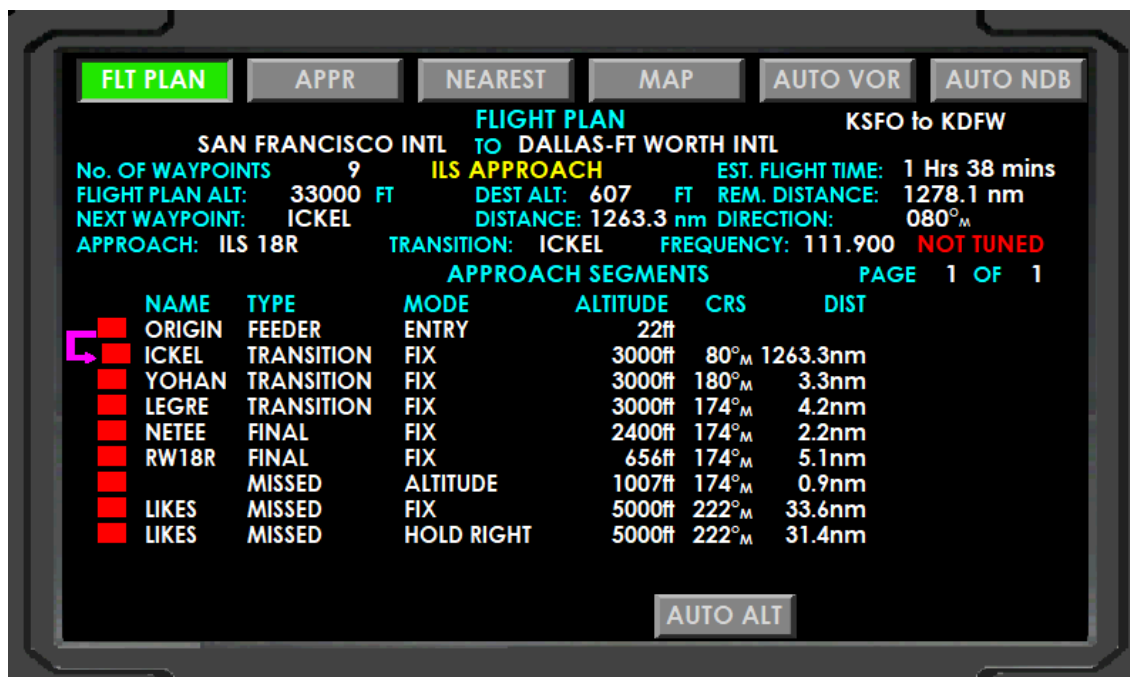 FLT PLAN APPR NEAREST MAP AUTO VOR AUTO NDB
FLIGHT PLAN KSFO to KDFW
SAN FRANCISCO INTL TO DALLAS-FT WORTH INTL
No. OF WAYPOINTS 9 ILS APPROACH EST. FLIGHT TIME: 1 Hrs 38 mins
FLIGHT PLAN ALT: 33000 FT DEST ALT: 607 FT REM. DISTANCE: 1278.1 nm
NEXT WAYPOINT: ICKEL DISTANCE: 1263.3 nm DIRECTION: 080°M
APPROACH: ILS 18R TRANSITION: ICKEL FREQUENCY: 111.900 NOT TUNED
APPROACH SEGMENTS PAGE 1 OF 1
NAME TYPE MODE ALTITUDE CRS DIST
ORIGIN FEEDER ENTRY 22ft
ICKEL TRANSITION FIX 3000ft 80°M 1263.3nm
YOHAN TRANSITION FIX 3000ft 180°M 3.3nm
LEGRE TRANSITION FIX 3000ft 174°M 4.2nm
NETEE FINAL FIX 2400ft 174°M 2.2nm
RW18R FINAL FIX 656ft 174°M 5.1nm
MISSED ALTITUDE 1007ft 174°M 0.9nm
LIKES MISSED FIX 5000ft 222°M 33.6nm
LIKES MISSED HOLD RIGHT 5000ft 222°M 31.4nm
AUTO ALT